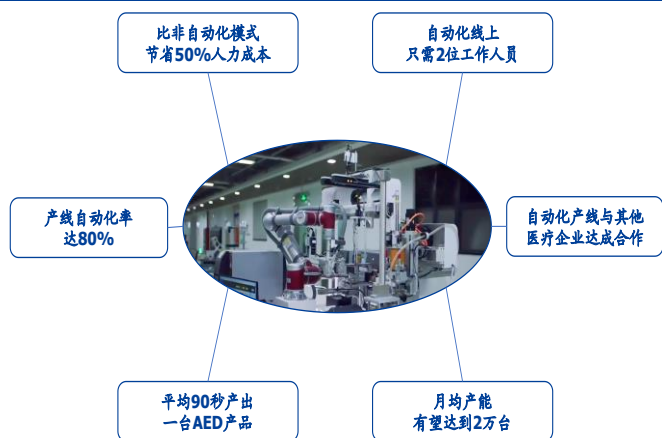 比非自动化模式
节省50%人力成本
自动化线上
只需2位工作人员
产线自动化率
达80%
自动化产线与其他
医疗企业达成合作
平均90秒产出
一台AED产品
月均产能
有望达到2万台